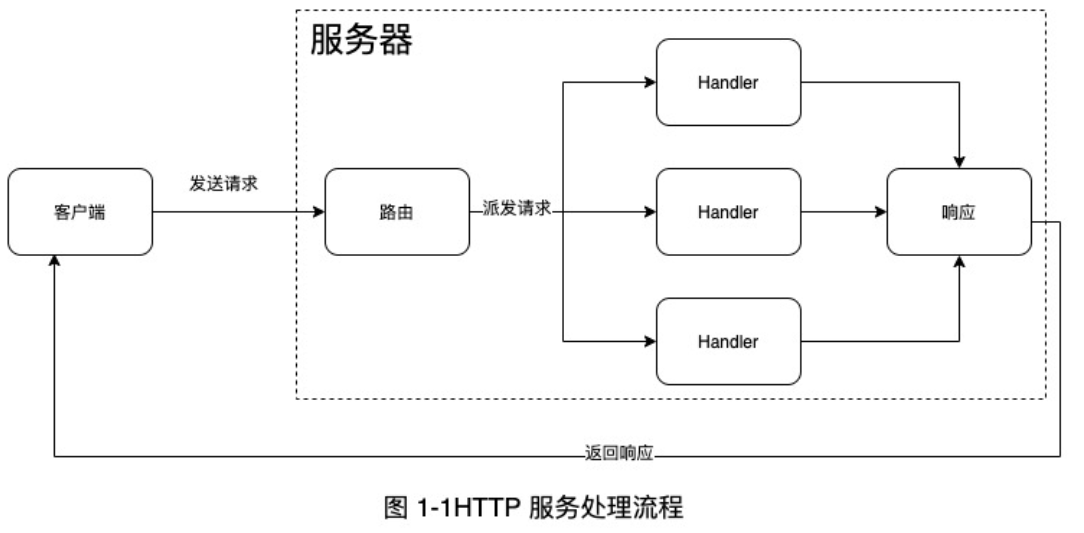 服务器
Handler
发送请求
客户端
路由
派发请求
Handler
响应
Handler
返回响应
图 1-1HTTP 服务处理流程